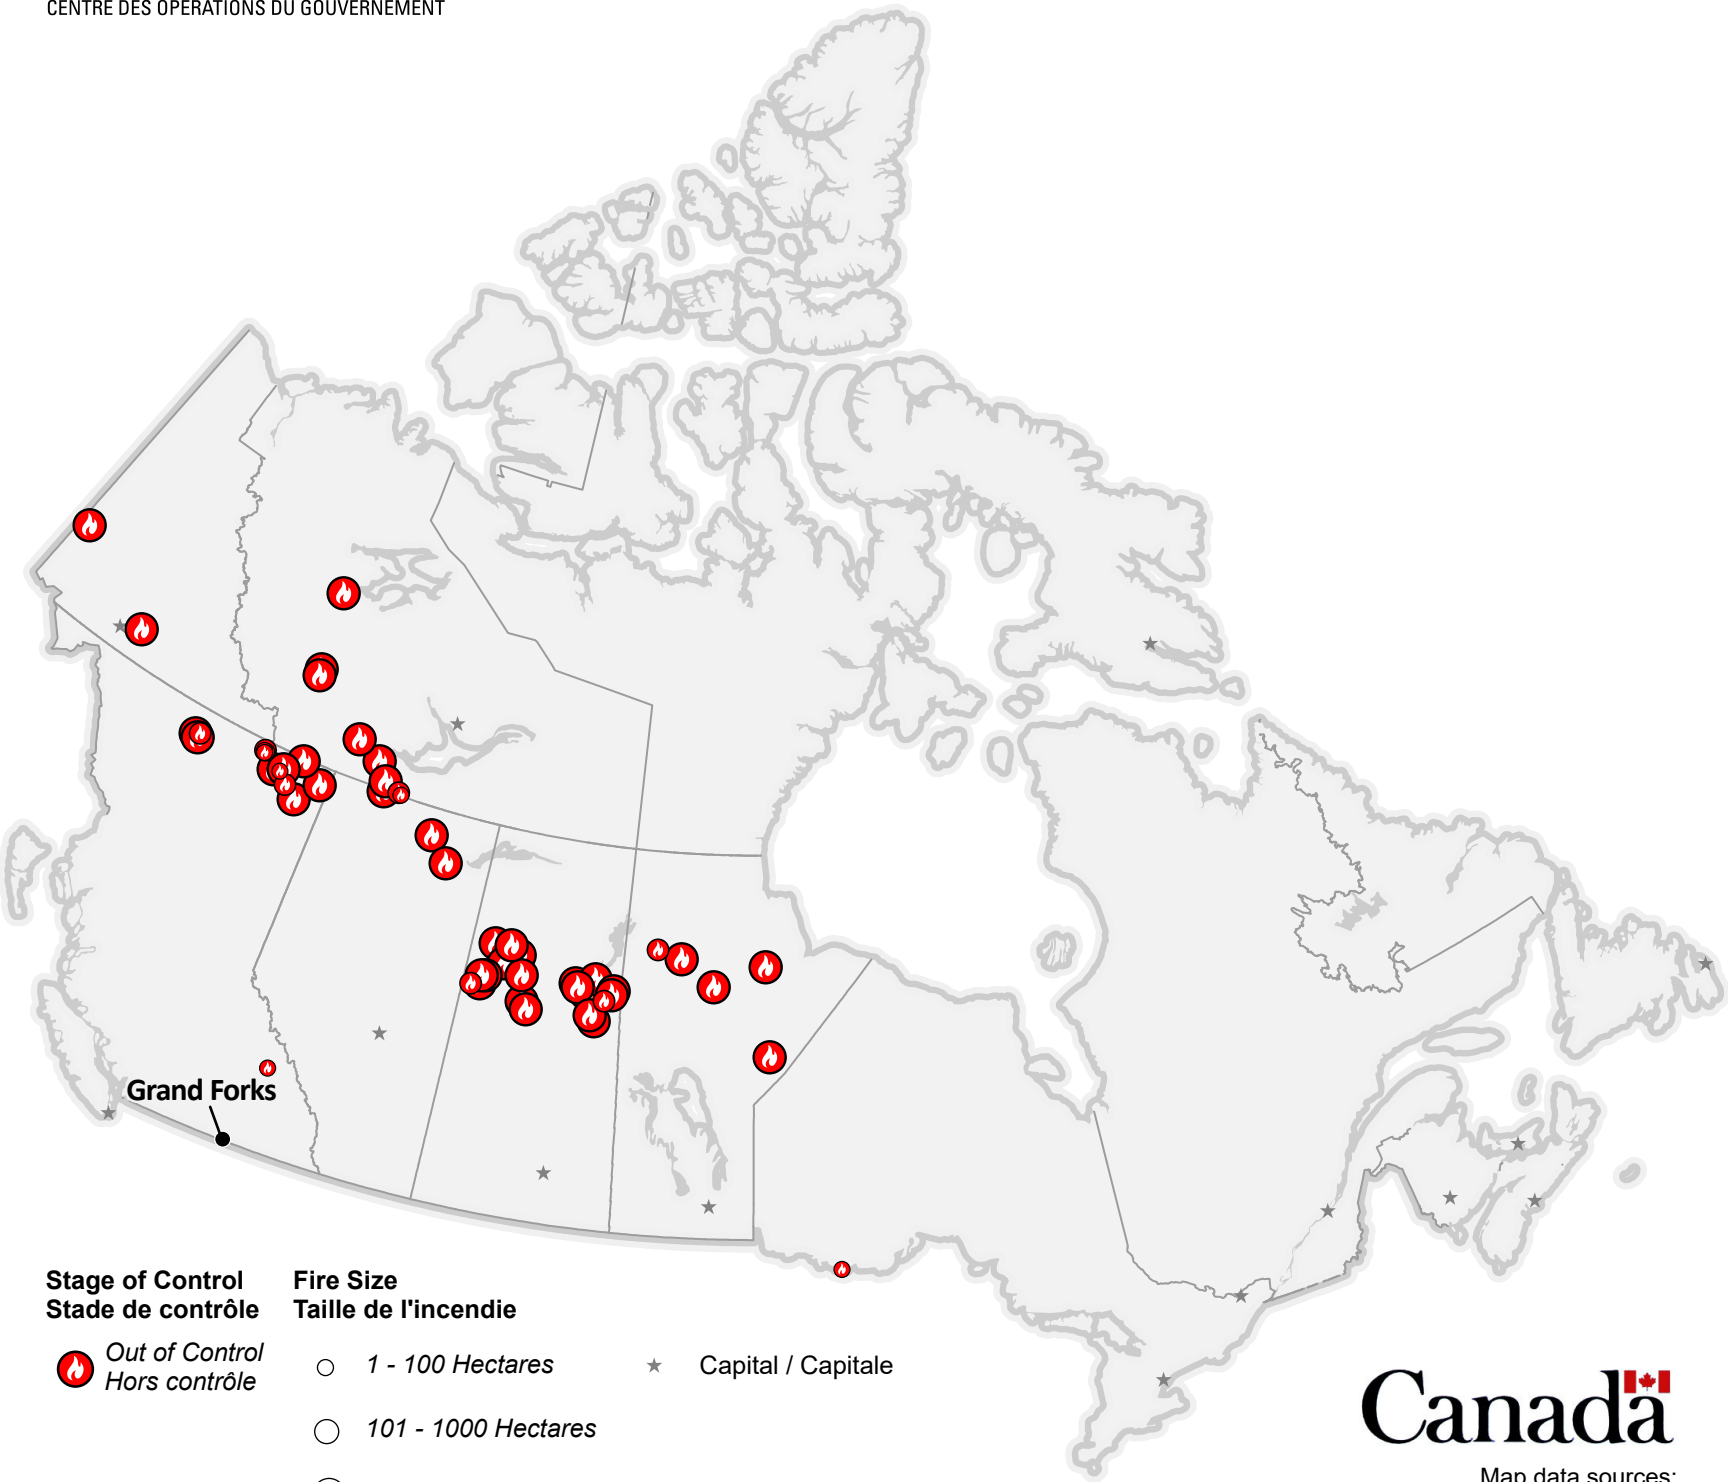 CENTRE DES OPÉRATIONS DU GOUVERNEMENT
Grand Forks
Stage of Control
Stade de contrôle
Out of Control
Hors contrôle
Fire Size
Taille de l'incendie
1 - 100 Hectares
101 - 1000 Hectares
Capital / Capitale
Canada
Map data sources: